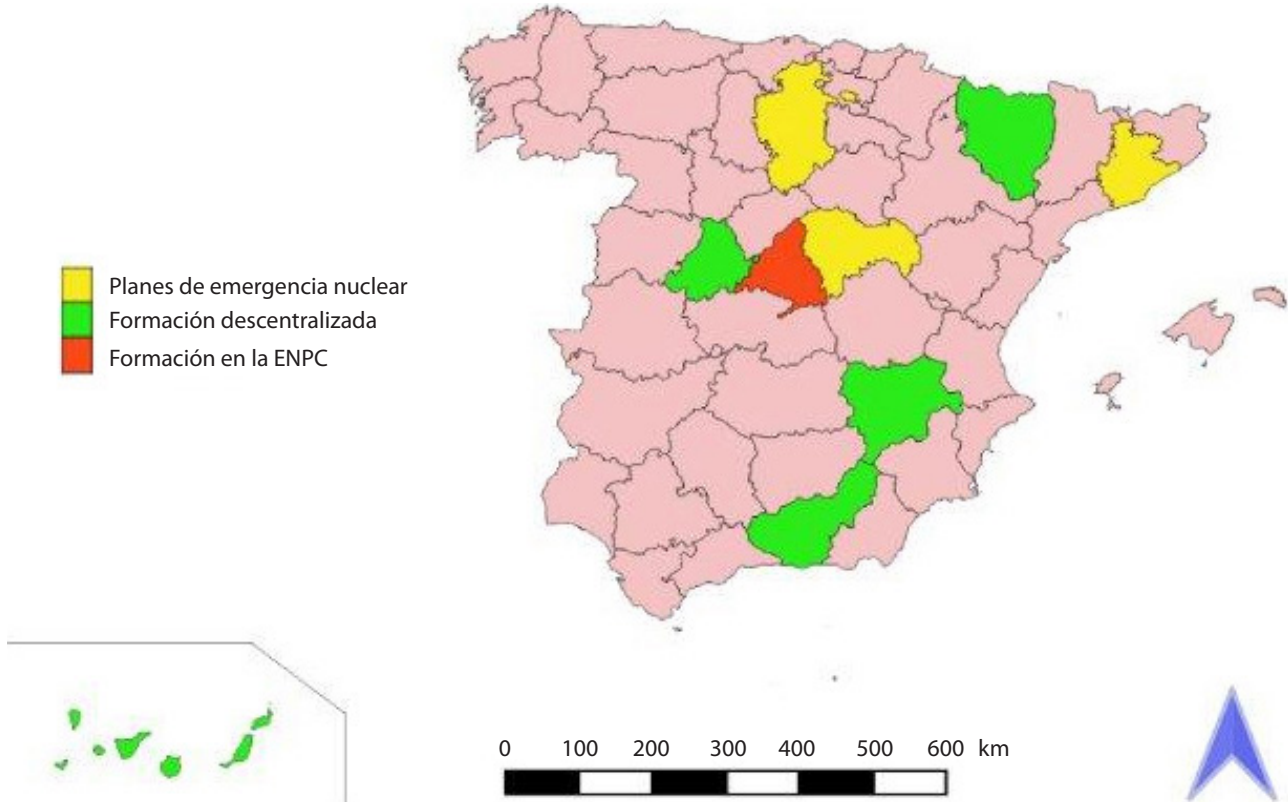 Planes de emergencia nuclear
Formación descentralizada
Formación en la ENPC
0 100 200 300 400 500 600 km